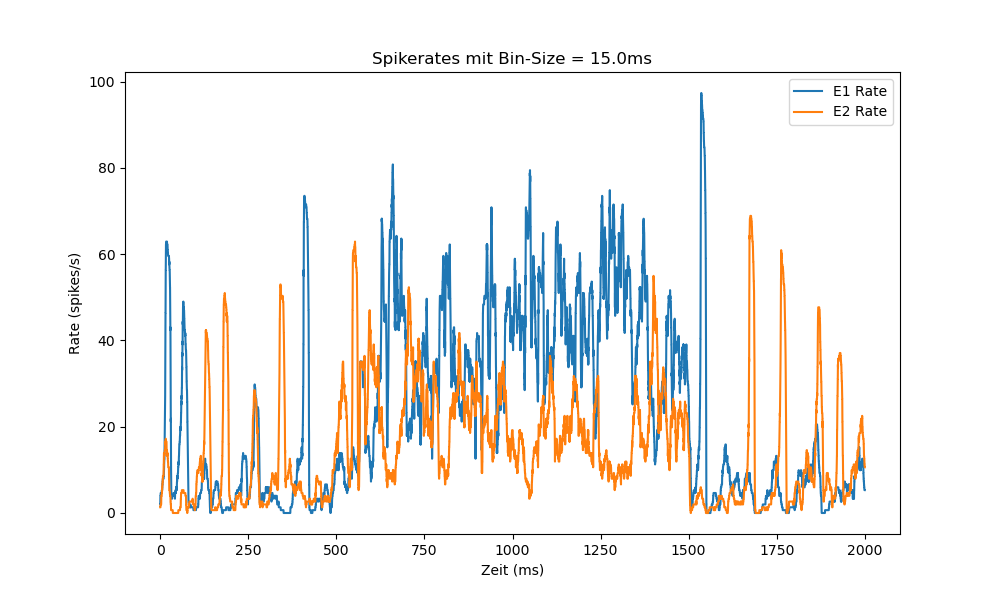 Spikerates mit Bin-Size = 15.0ms
E1 Rate
E2 Rate
Rate (spikes/s)
100
80
60
40
20
0
0 250 500 750 1000 1250 1500 1750 2000
Zeit (ms)